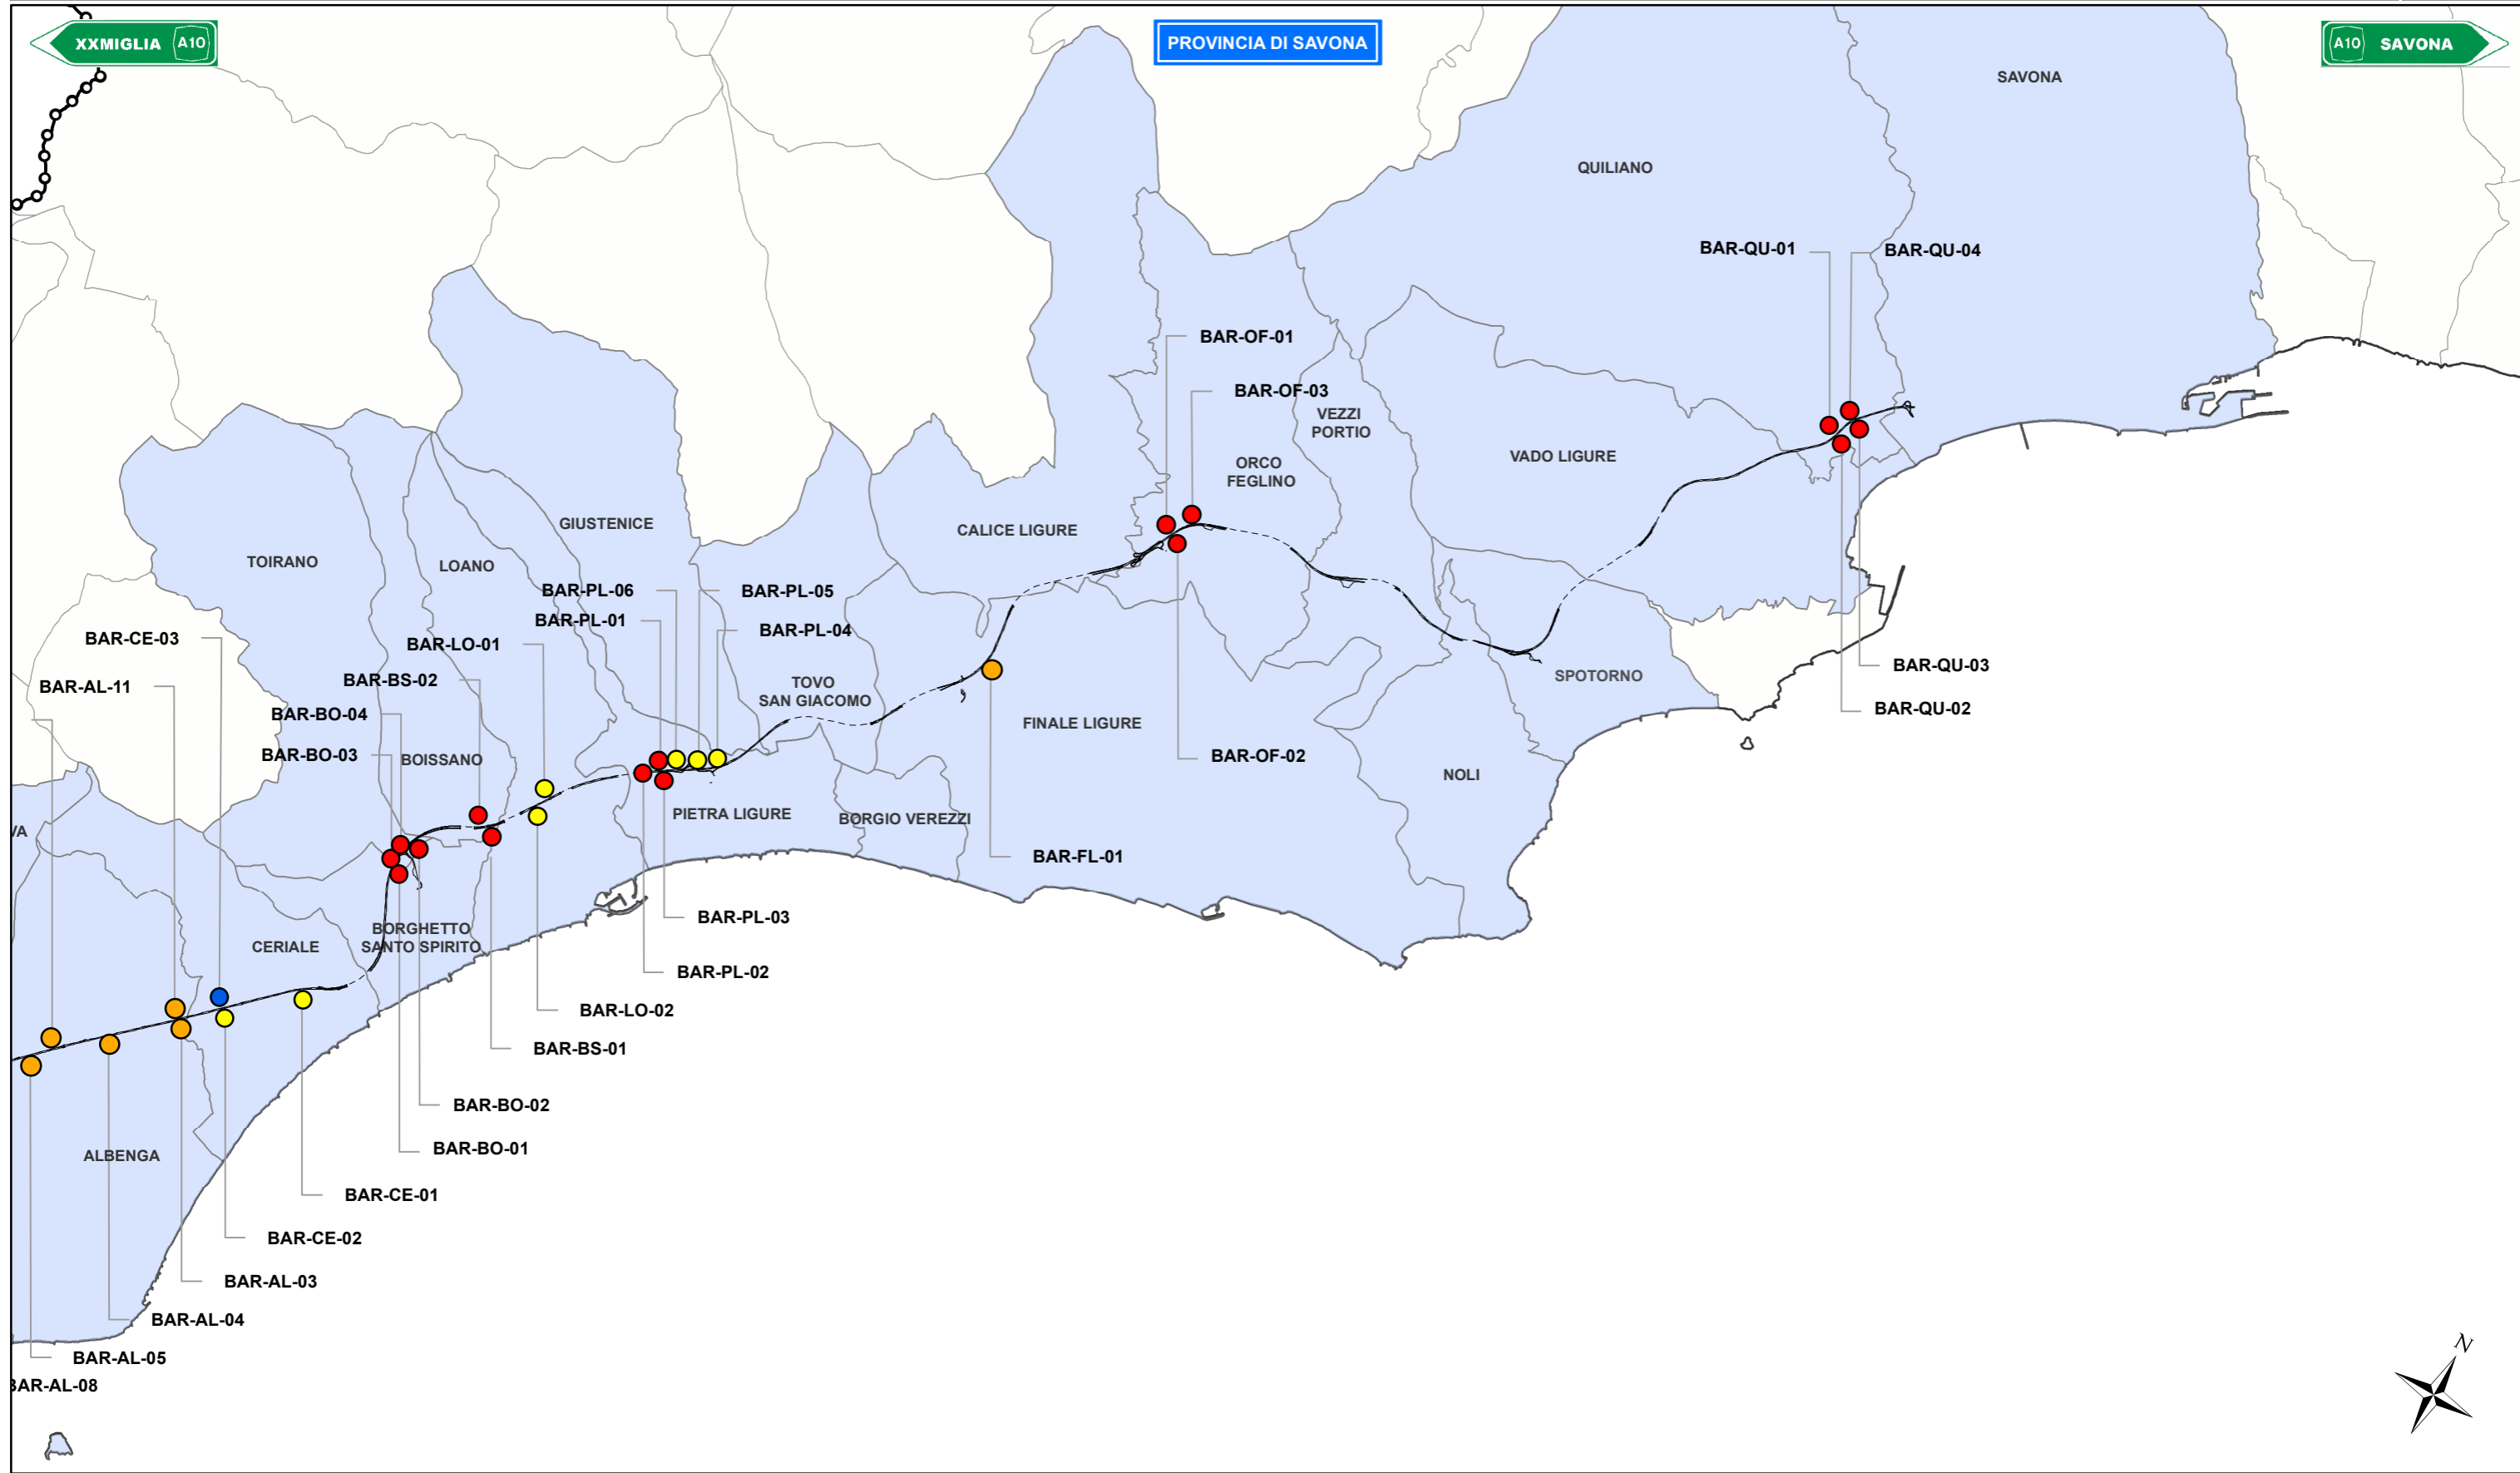 XXMIGLIA A10
PROVINCIA DI SAVONA
A10 SAVONA
SAVONA
QUILIANO
BAR-QU-01
BAR-QU-04
BAR-OF-01
BAR-OF-03
VEZZI
PORTIO
VADO LIGURE
ORCO
FEGLINO
GIUSTENICE
CALICE LIGURE
TOIRANO
LOANO
BAR-PL-06
BAR-PL-05
BAR-PL-01
BAR-PL-04
BAR-CE-03
BAR-LO-01
BAR-QU-03
BAR-AL-11
BAR-BS-02
TOVO
SAN GIACOMO
SPOTORNO
BAR-QU-02
BAR-BO-04
FINALE LIGURE
BAR-BO-03
BOISSANO
BAR-OF-02
NOLI
PIETRA LIGURE
BORGIO VEREZZI
VA
BAR-FL-01
BAR-PL-03
BORGHETTO
SANTO SPIRITO
CERIALE
BAR-PL-02
BAR-LO-02
BAR-BS-01
BAR-BO-02
BAR-BO-01
ALBENGA
BAR-CE-01
BAR-CE-02
BAR-AL-03
BAR-AL-04
BAR-AL-05
BAR-AL-08
N